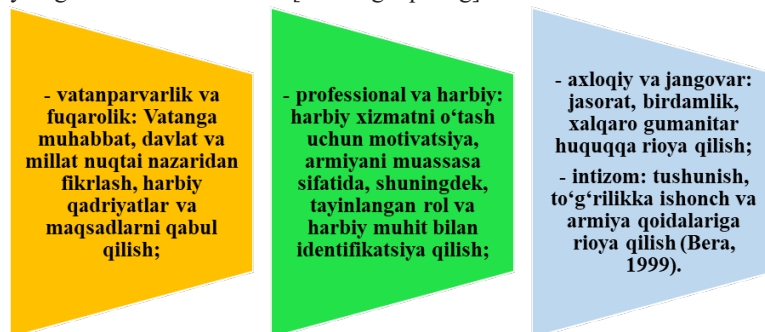 - vatanparvarlik va
fuqarolik: Vatanga
muhabbat, davlat va
millat nuqtai nazaridan
fikrlash, harbiy
qadriyatlar va
maqsadlarni qabul
qilish;
- professional va harbiy:
harbiy xizmatni o‘tash
uchun motivatsiya,
armiyani muassasa
sifatida, shuningdek,
tayinlangan rol va
harbiy muhit bilan
identifikatsiya qilish;
- axloqiy va jangovar:
jasorat, birdamlik,
xalqaro gumanitar
huquqqa rioya qilish;
- intizom: tushunish,
to‘g‘rilikka ishonch va
armiya qoidalariga
rioya qilish (Bera,
1999).